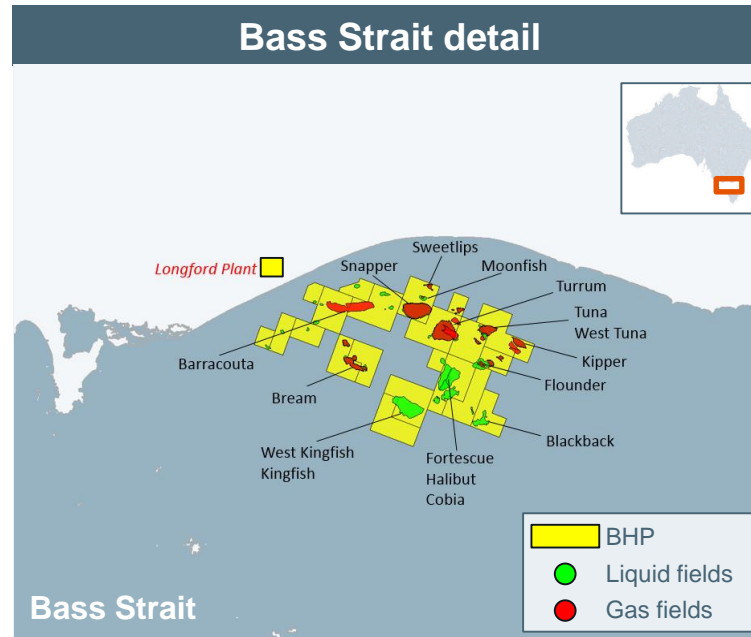 Bass Strait detail
Sweetlips
Snapper
Moonfish
Longford Plant
Turrum
Tuna
West Tuna
Kipper
Barracouta
Flounder
Bream
Blackback
West Kingfish
Kingfish
Fortescue
Halibut
Cobia
BHP
Liquid fields
Gas fields
Bass Strait